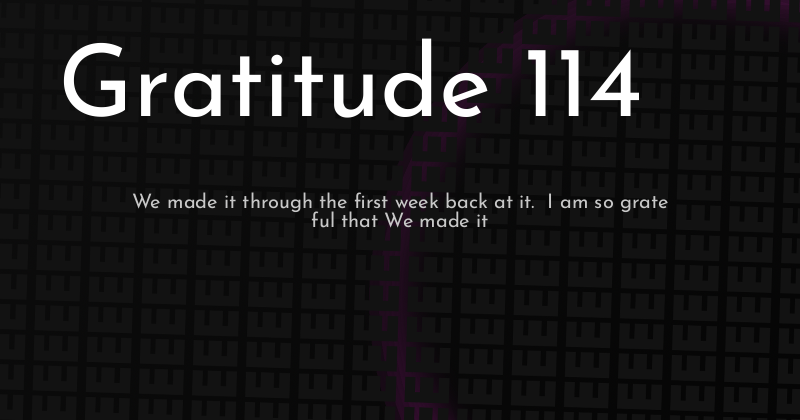 Gratitude 114
We made it through the first week back at it.  I am so grate
ful that We made it